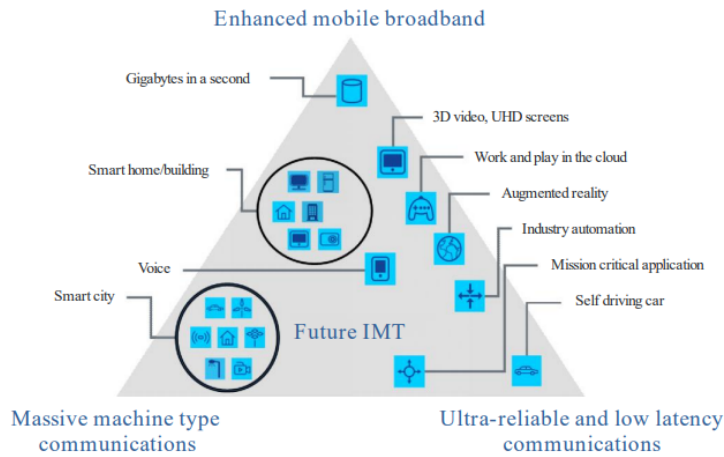 Enhanced mobile broadband
Gigabytes in a second
3D video, UHD screens
Work and play in the cloud
Smart home/building
Augmented reality
Industry automation
Voice
Mission critical application
Smart city
Self driving car
Future IMT
Massive machine type
communications
Ultra-reliable and low latency
communications